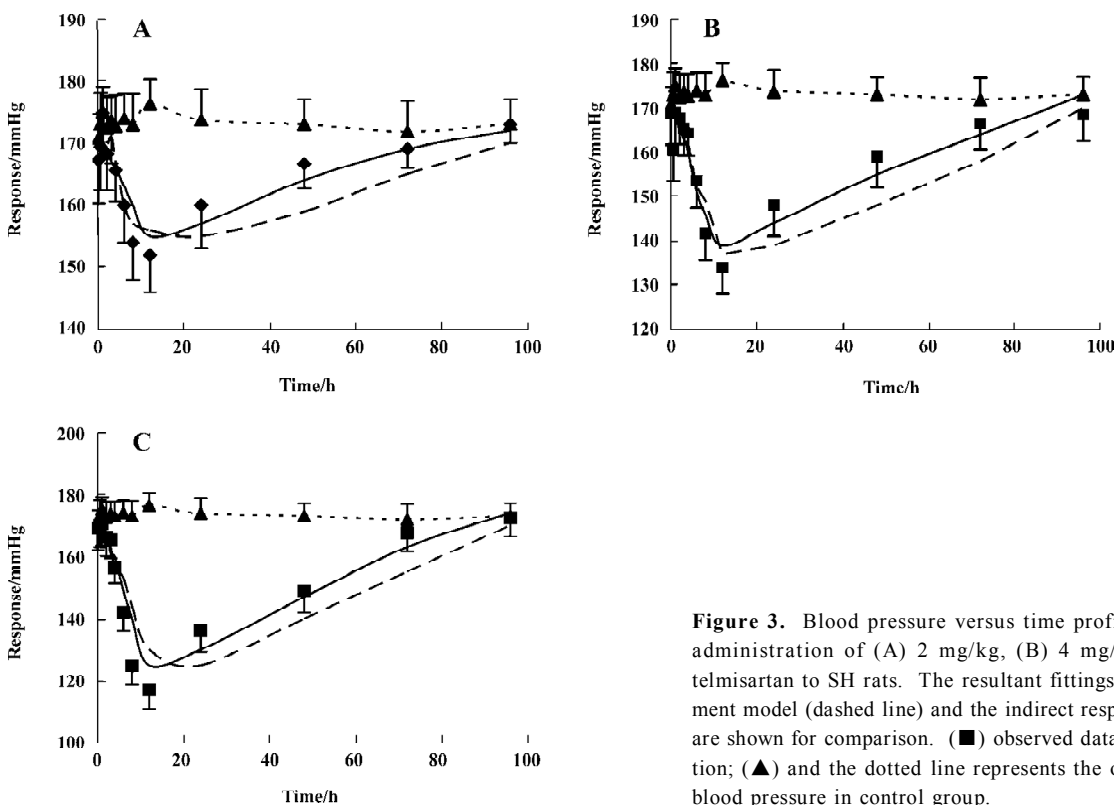 A
190
180
170
160
150
140
0
20
40
60
80
100
Response/mmHg
Time/h
B
190
180
170
160
150
140
130
120
0
20
40
60
80
100
Response/mmHg
Timc/h
C
200
180
160
140
120
100
0
20
40
60
80
100
Response/mmHg
Time/h
Figure 3. Blood pressure versus time prof
administration of (A) 2 mg/kg, (B) 4 mg/
telmisartan to SH rats. The resultant fittings
ment model (dashed line) and the indirect resp
are shown for comparison. (■) observed data
tion; (▲) and the dotted line represents the
blood pressure in control group.